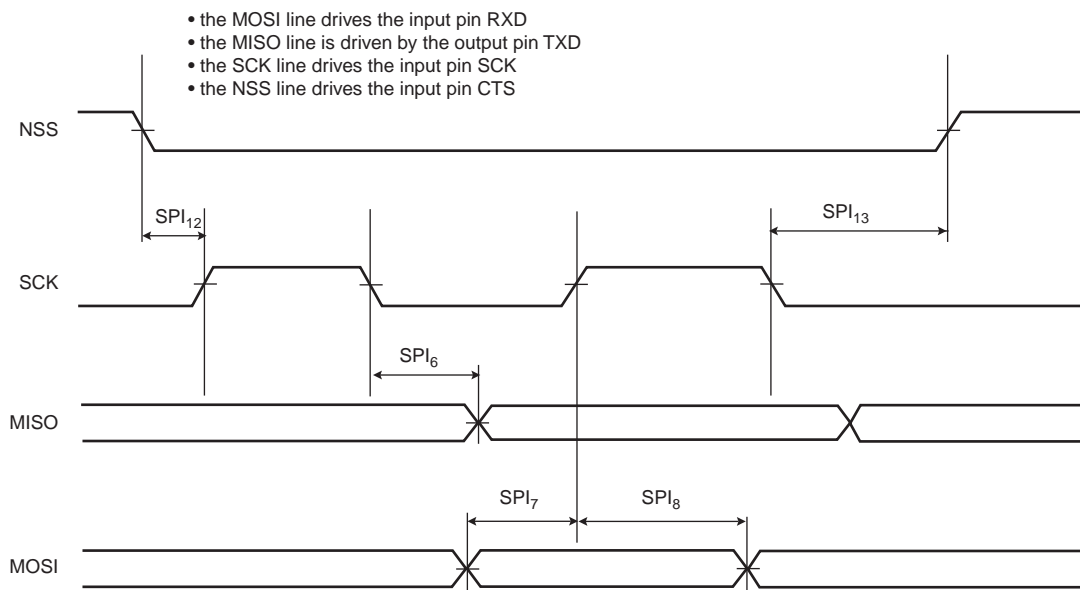 • the MOSI line drives the input pin RXD
• the MISO line is driven by the output pin TXD
• the SCK line drives the input pin SCK
• the NSS line drives the input pin CTS
NSS
SPI12
SPI13
SCK
SPI6
MISO
SPI7
SPI8
MOSI